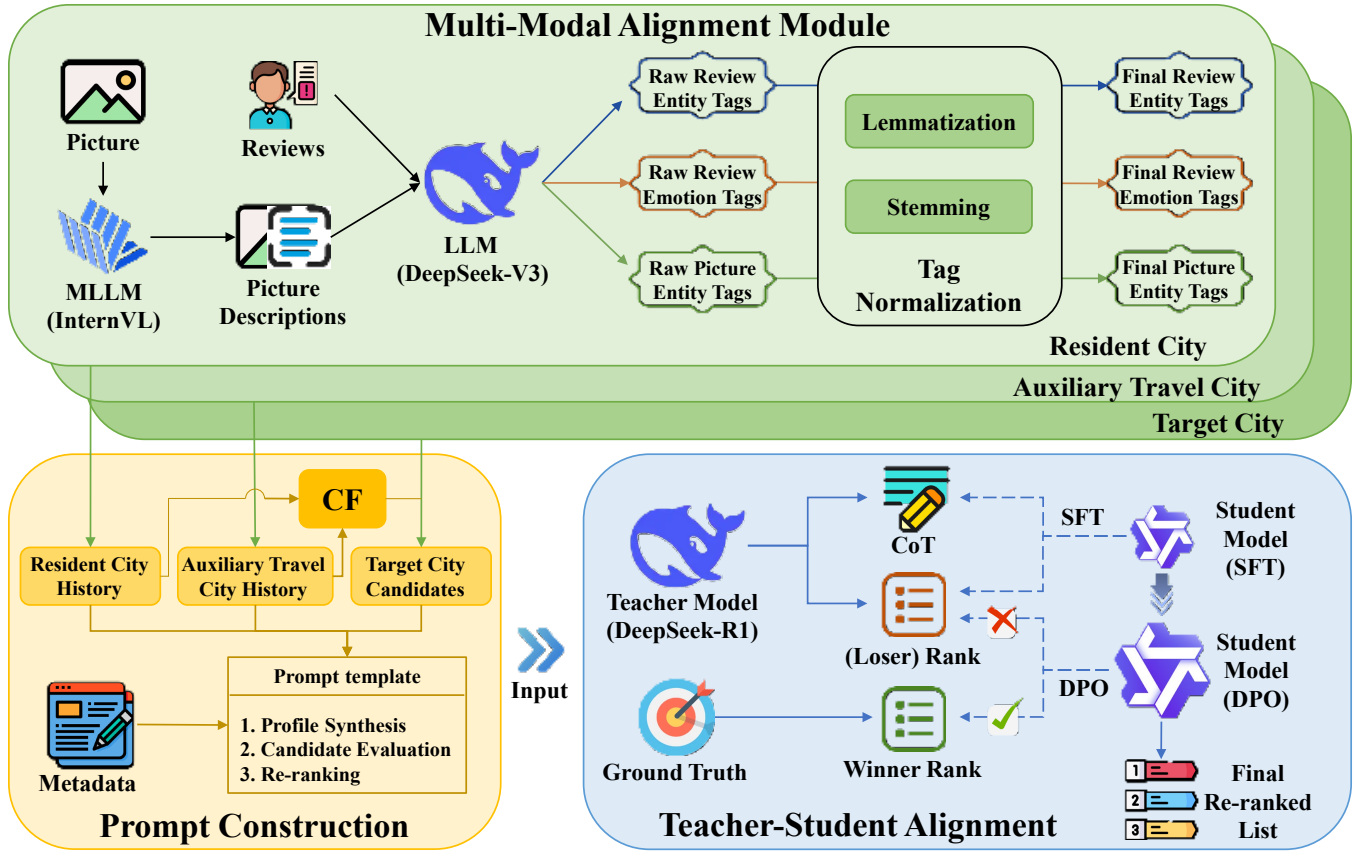 Multi-Modal Alignment Module
Picture
Reviews
MLLM
(InternVL)
Picture
Descriptions
LLM
(DeepSeek-V3)
Raw Review
Entity Tags
Raw Review
Emotion Tags
Raw Picture
Entity Tags
Lemmatization
Stemming
Tag
Normalization
Final Review
Entity Tags
Final Review
Emotion Tags
Final Picture
Entity Tags
Resident City
Auxiliary Travel City
Target City
CF
Resident City
History
Auxiliary Travel
City History
Target City
Candidates
Prompt template
1. Profile Synthesis
2. Candidate Evaluation
3. Re-ranking
Metadata
Prompt Construction
Input
Teacher Model
(DeepSeek-R1)
Ground Truth
CoT
(Loser) Rank
Winner Rank
SFT
DPO
Student
Model
(SFT)
Student
Model
(DPO)
1
2
3
Final
Re-ranked
List
Teacher-Student Alignment